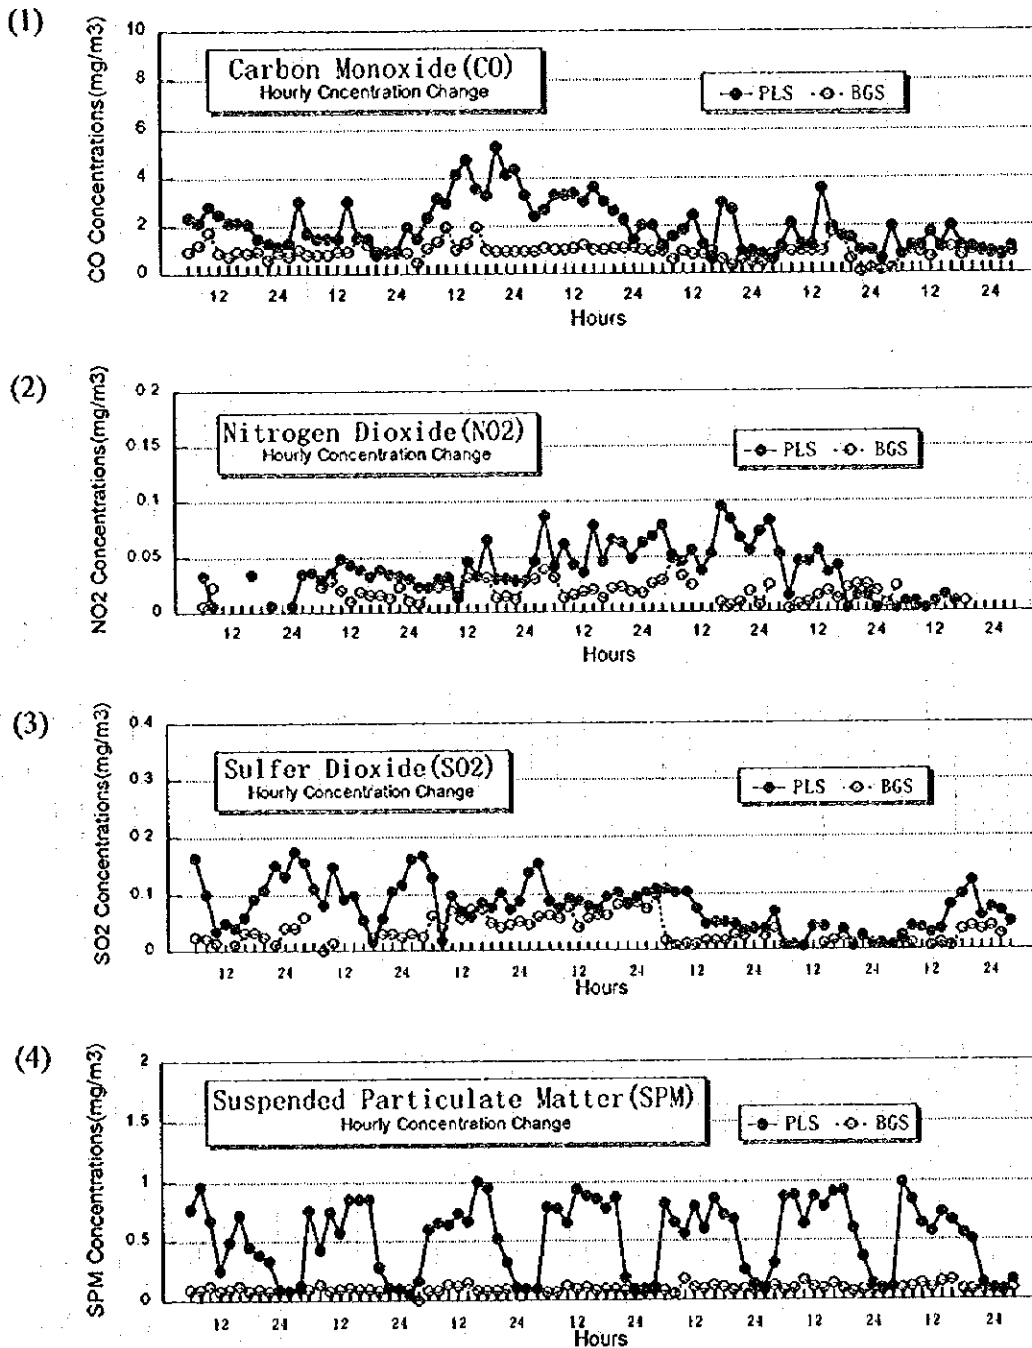 (1)
CO Concentrations(mg/m3)
10
8
6
4
2
0
Carbon Monoxide(CO)
Hourly Cncentration Change
PLS BGS
12 24 12 24 12 24 12 24 12 24 12 24 12 24
Hours
(2)
NO2 Concentrations(mg/m3)
0.2
0.15
0.1
0.05
0
Nitrogen Dioxide(NO2)
Hourly Concentration Change
PLS BGS
12 24 12 24 12 24 12 24 12 24 12 24 12 24
Hours
(3)
SO2 Concentrations(mg/m3)
0.4
0.3
0.2
0.1
0
Sulfer Dioxide(SO2)
Hourly Concentration Change
PLS BGS
12 24 12 24 12 24 12 24 12 24 12 24 12 24
Hours
(4)
SPM Concentrations(mg/m3)
2
1.5
1
0.5
0
Suspended Particulate Matter(SPM)
Hourly Concentration Change
PLS BGS
12 24 12 24 12 24 12 24 12 24 12 24 12 24
Hours